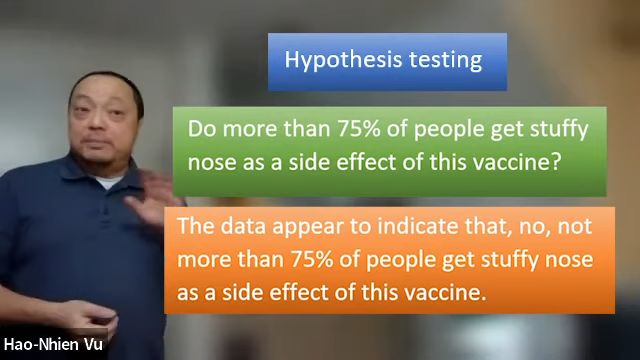 Hypothesis testing
Do more than 75% of people get stuffy
nose as a side effect of this vaccine?
The data appear to indicate that, no, not
more than 75% of people get stuffy nose
as a side effect of this vaccine.
Hao-Nhien Vu